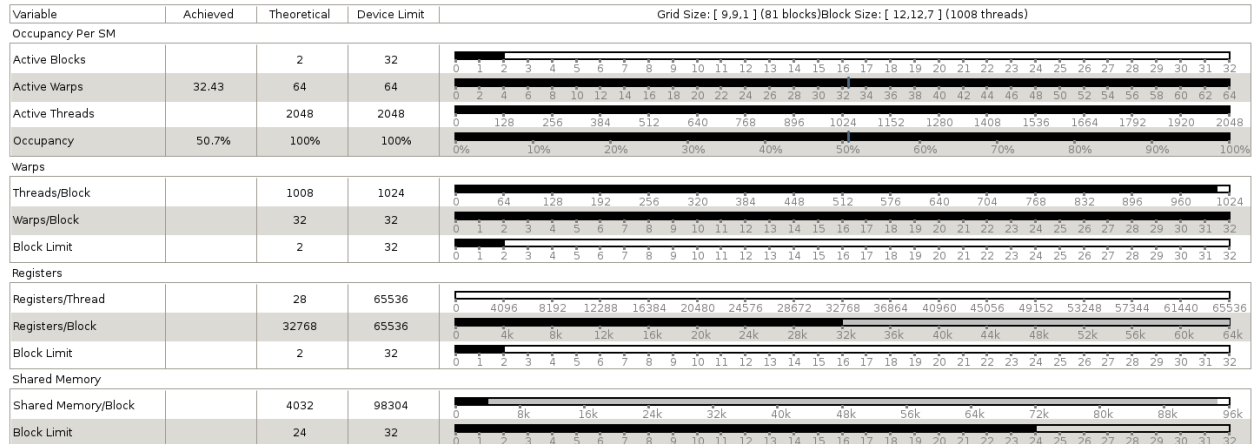 Variable Achieved Theoretical Device Limit Grid Size: [ 9,9,1 ] (81 blocks)Block Size: [ 12,12,7 ] (1008 threads)
Occupancy Per SM
Active Blocks 2 32
0 1 2 3 4 5 6 7 8 9 10 11 12 13 14 15 16 17 18 19 20 21 22 23 24 25 26 27 28 29 30 31 32
Active Warps 32.43 64 64
0 2 4 6 8 10 12 14 16 18 20 22 24 26 28 30 32 34 36 38 40 42 44 46 48 50 52 54 56 58 60 62 64
Active Threads 2048 2048
0 128 256 384 512 640 768 896 1024 1152 1280 1408 1536 1664 1792 1920 2048
Occupancy 50.7% 100% 100%
0% 10% 20% 30% 40% 50% 60% 70% 80% 90% 100%
Warps
Threads/Block 1008 1024
0 64 128 192 256 320 384 448 512 576 640 704 768 832 896 960 1024
Warps/Block 32 32
0 1 2 3 4 5 6 7 8 9 10 11 12 13 14 15 16 17 18 19 20 21 22 23 24 25 26 27 28 29 30 31 32
Block Limit 2 32
0 1 2 3 4 5 6 7 8 9 10 11 12 13 14 15 16 17 18 19 20 21 22 23 24 25 26 27 28 29 30 31 32
Registers
Registers/Thread 28 65536
0 4096 8192 12288 16384 20480 24576 28672 32768 36864 40960 45056 49152 53248 57344 61440 65536
Registers/Block 32768 65536
0 4k 8k 12k 16k 20k 24k 28k 32k 36k 40k 44k 48k 52k 56k 60k 64k
Block Limit 2 32
0 1 2 3 4 5 6 7 8 9 10 11 12 13 14 15 16 17 18 19 20 21 22 23 24 25 26 27 28 29 30 31 32
Shared Memory
Shared Memory/Block 4032 98304
0 8k 16k 24k 32k 40k 48k 56k 64k 72k 80k 88k 96k
Block Limit 24 32
0 1 2 3 4 5 6 7 8 9 10 11 12 13 14 15 16 17 18 19 20 21 22 23 24 25 26 27 28 29 30 31 32